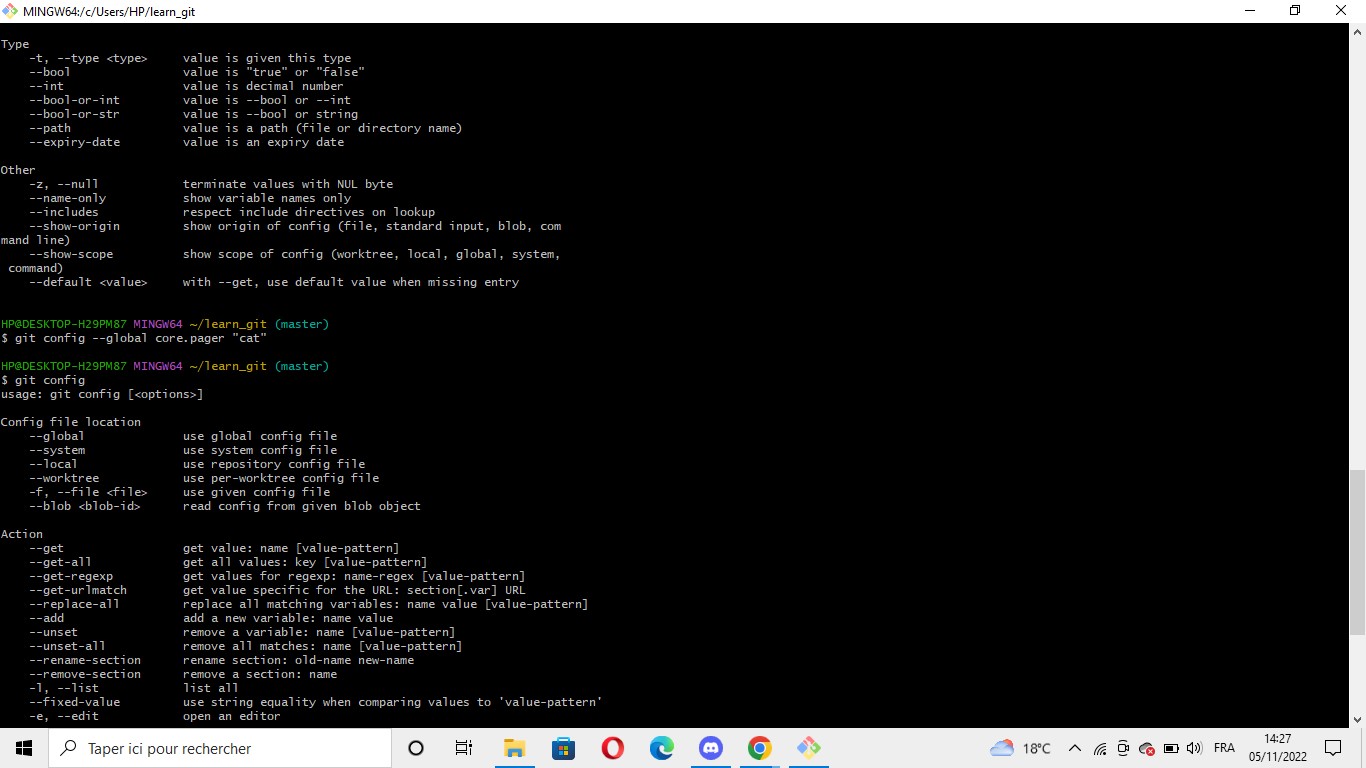 MINGW64:/c/Users/HP/learn_git
Type
-t, --type <type> value is given this type
--bool value is "true" or "false"
--int value is decimal number
--bool-or-int value is --bool or --int
--bool-or-str value is --bool or string
--path value is a path (file or directory name)
--expiry-date value is an expiry date
Other
-z, --null terminate values with NUL byte
--name-only show variable names only
--includes respect include directives on lookup
--show-origin show origin of config (file, standard input, blob, com
mand line)
--show-scope show scope of config (worktree, local, global, system,
command)
--default <value> with --get, use default value when missing entry
HP@DESKTOP-H29PM87 MINGW64 ~/learn_git (master)
$ git config --global core.pager "cat"
HP@DESKTOP-H29PM87 MINGW64 ~/learn_git (master)
$ git config
usage: git config [<options>]
Config file location
--global use global config file
--system use system config file
--local use repository config file
--worktree use per-worktree config file
-f, --file <file> use given config file
--blob <blob-id> read config from given blob object
Action
--get get value: name [value-pattern]
--get-all get all values: key [value-pattern]
--get-regexp get values for regexp: name-regex [value-pattern]
--get-urlmatch get value specific for the URL: section[.var] URL
--replace-all replace all matching variables: name value [value-pattern]
--add add a new variable: name value
--unset remove a variable: name [value-pattern]
--unset-all remove all matches: name [value-pattern]
--rename-section rename section: old-name new-name
--remove-section remove a section: name
-l, --list list all
--fixed-value use string equality when comparing values to 'value-pattern'
-e, --edit open an editor
Taper ici pour rechercher
18°C
FRA
14:27
05/11/2022